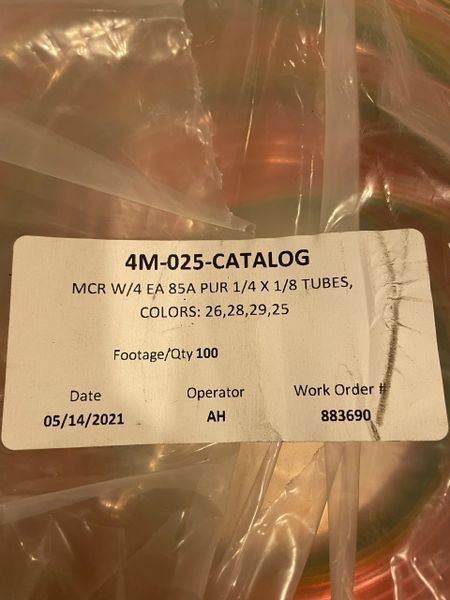 4M-025-CATALOG
MCR W/4 EA 85A PUR 1/4 X 1/8 TUBES,
COLORS: 26,28,29,25
Footage/Qty 100
Date Operator Work Order #
05/14/2021 AH 883690